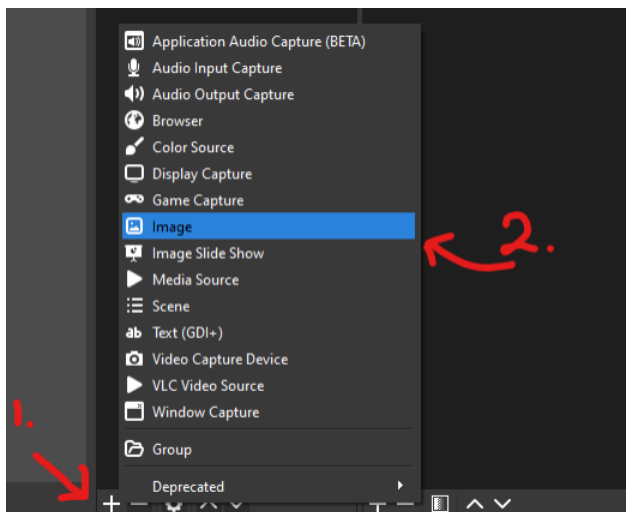 Application Audio Capture (BETA)
Audio Input Capture
Audio Output Capture
Browser
Color Source
Display Capture
Game Capture
Image
2.
Image Slide Show
Media Source
Scene
ab Text (GDI+)
Video Capture Device
VLC Video Source
Window Capture
1.
Group
Deprecated